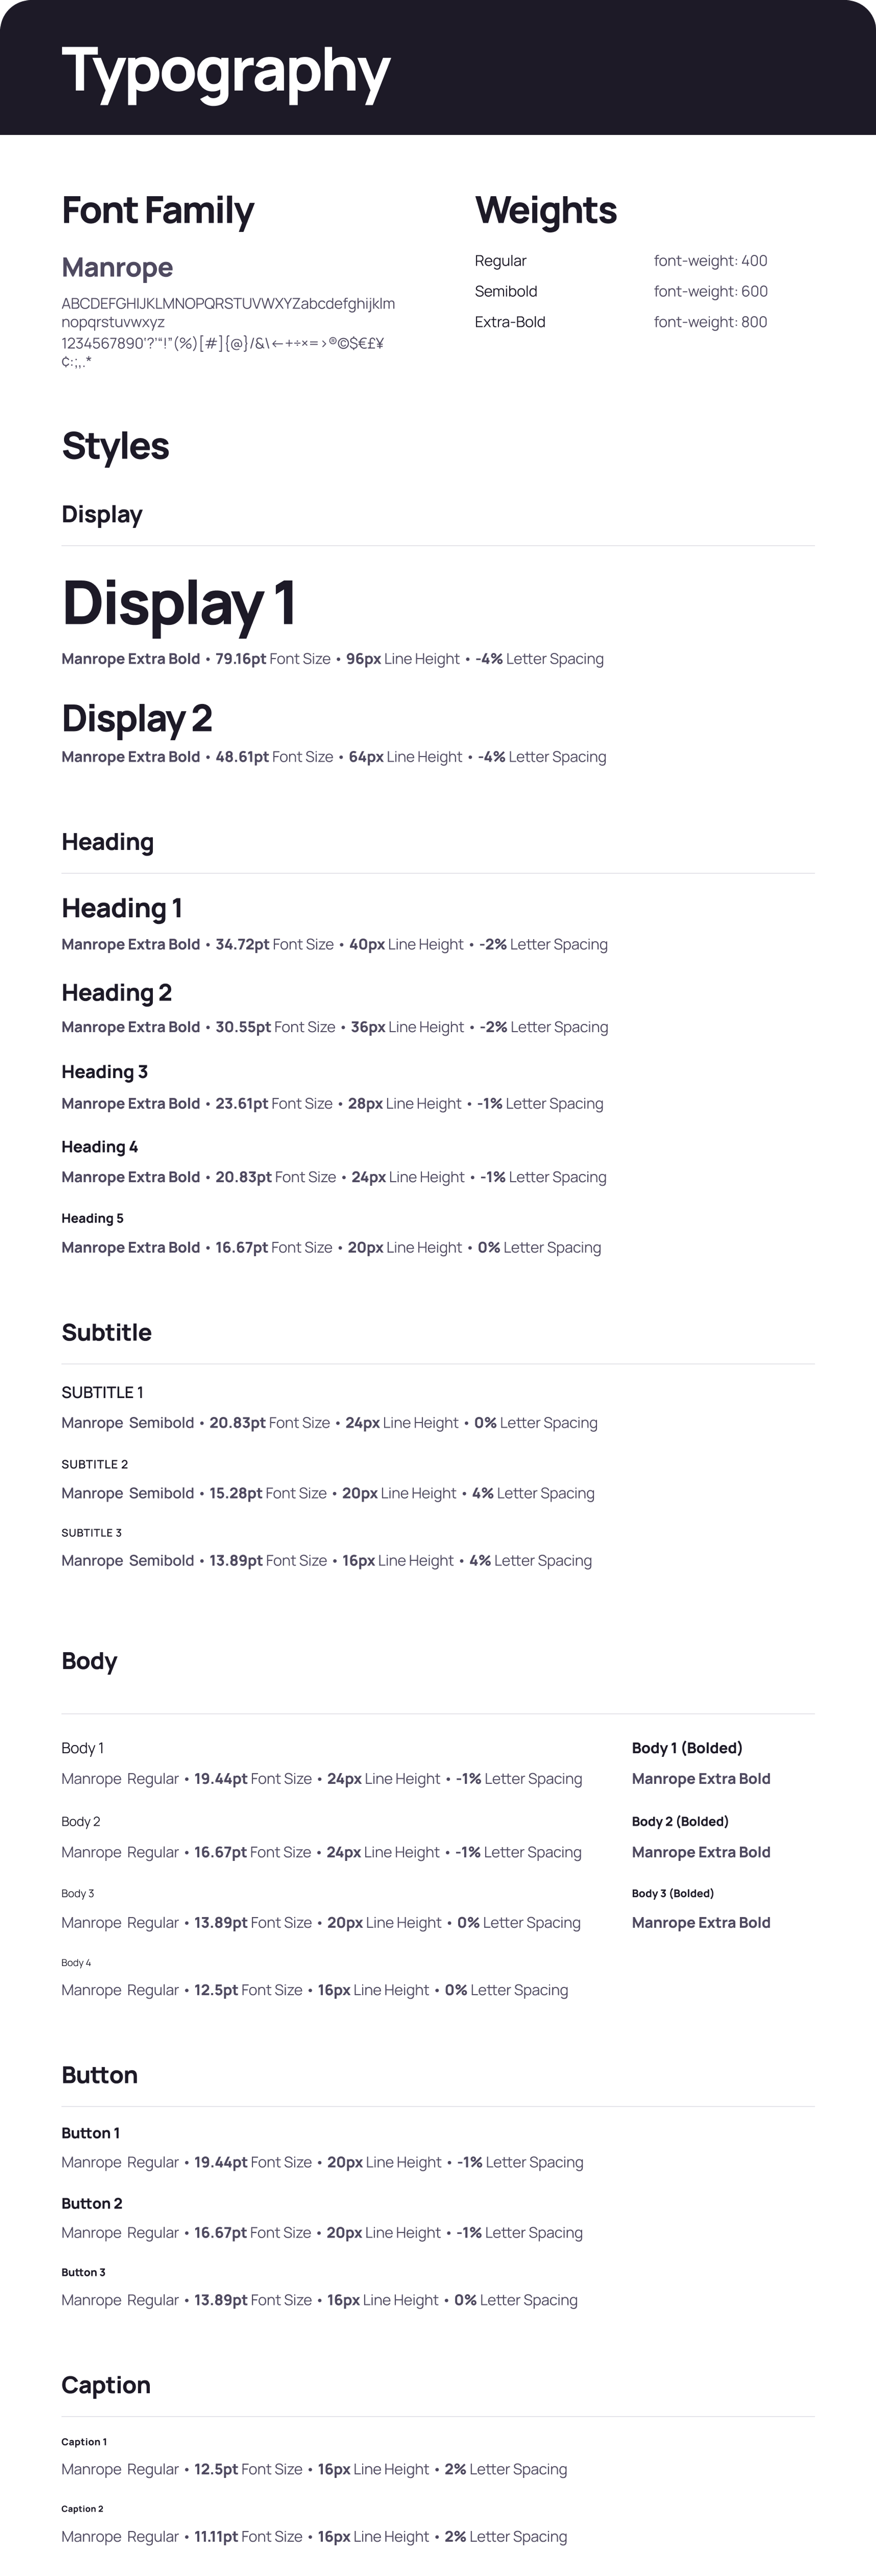 Typography
Font Family
Manrope
ABCDEFGHIJKLMNOPQRSTUVWXYZabcdefghijklm
nopqrstuvwxyz
1234567890‘?’“!”(%)[#]{@}/&\←+÷×=›®©$€£¥
¢:;,.*
Weights
Regular font-weight: 400
Semibold font-weight: 600
Extra-Bold font-weight: 800
Styles
Display
Display 1
Manrope Extra Bold • 79.16pt Font Size • 96px Line Height • -4% Letter Spacing
Display 2
Manrope Extra Bold • 48.61pt Font Size • 64px Line Height • -4% Letter Spacing
Heading
Heading 1
Manrope Extra Bold • 34.72pt Font Size • 40px Line Height • -2% Letter Spacing
Heading 2
Manrope Extra Bold • 30.55pt Font Size • 36px Line Height • -2% Letter Spacing
Heading 3
Manrope Extra Bold • 23.61pt Font Size • 28px Line Height • -1% Letter Spacing
Heading 4
Manrope Extra Bold • 20.83pt Font Size • 24px Line Height • -1% Letter Spacing
Heading 5
Manrope Extra Bold • 16.67pt Font Size • 20px Line Height • 0% Letter Spacing
Subtitle
SUBTITLE 1
Manrope Semibold • 20.83pt Font Size • 24px Line Height • 0% Letter Spacing
SUBTITLE 2
Manrope Semibold • 15.28pt Font Size • 20px Line Height • 4% Letter Spacing
SUBTITLE 3
Manrope Semibold • 13.89pt Font Size • 16px Line Height • 4% Letter Spacing
Body
Body 1
Manrope Regular • 19.44pt Font Size • 24px Line Height • -1% Letter Spacing
Body 2
Manrope Regular • 16.67pt Font Size • 24px Line Height • -1% Letter Spacing
Body 3
Manrope Regular • 13.89pt Font Size • 20px Line Height • 0% Letter Spacing
Body 4
Manrope Regular • 12.5pt Font Size • 16px Line Height • 0% Letter Spacing
Body 1 (Bolded)
Manrope Extra Bold
Body 2 (Bolded)
Manrope Extra Bold
Body 3 (Bolded)
Manrope Extra Bold
Button
Button 1
Manrope Regular • 19.44pt Font Size • 20px Line Height • -1% Letter Spacing
Button 2
Manrope Regular • 16.67pt Font Size • 20px Line Height • -1% Letter Spacing
Button 3
Manrope Regular • 13.89pt Font Size • 16px Line Height • 0% Letter Spacing
Caption
Caption 1
Manrope Regular • 12.5pt Font Size • 16px Line Height • 2% Letter Spacing
Caption 2
Manrope Regular • 11.11pt Font Size • 16px Line Height • 2% Letter Spacing